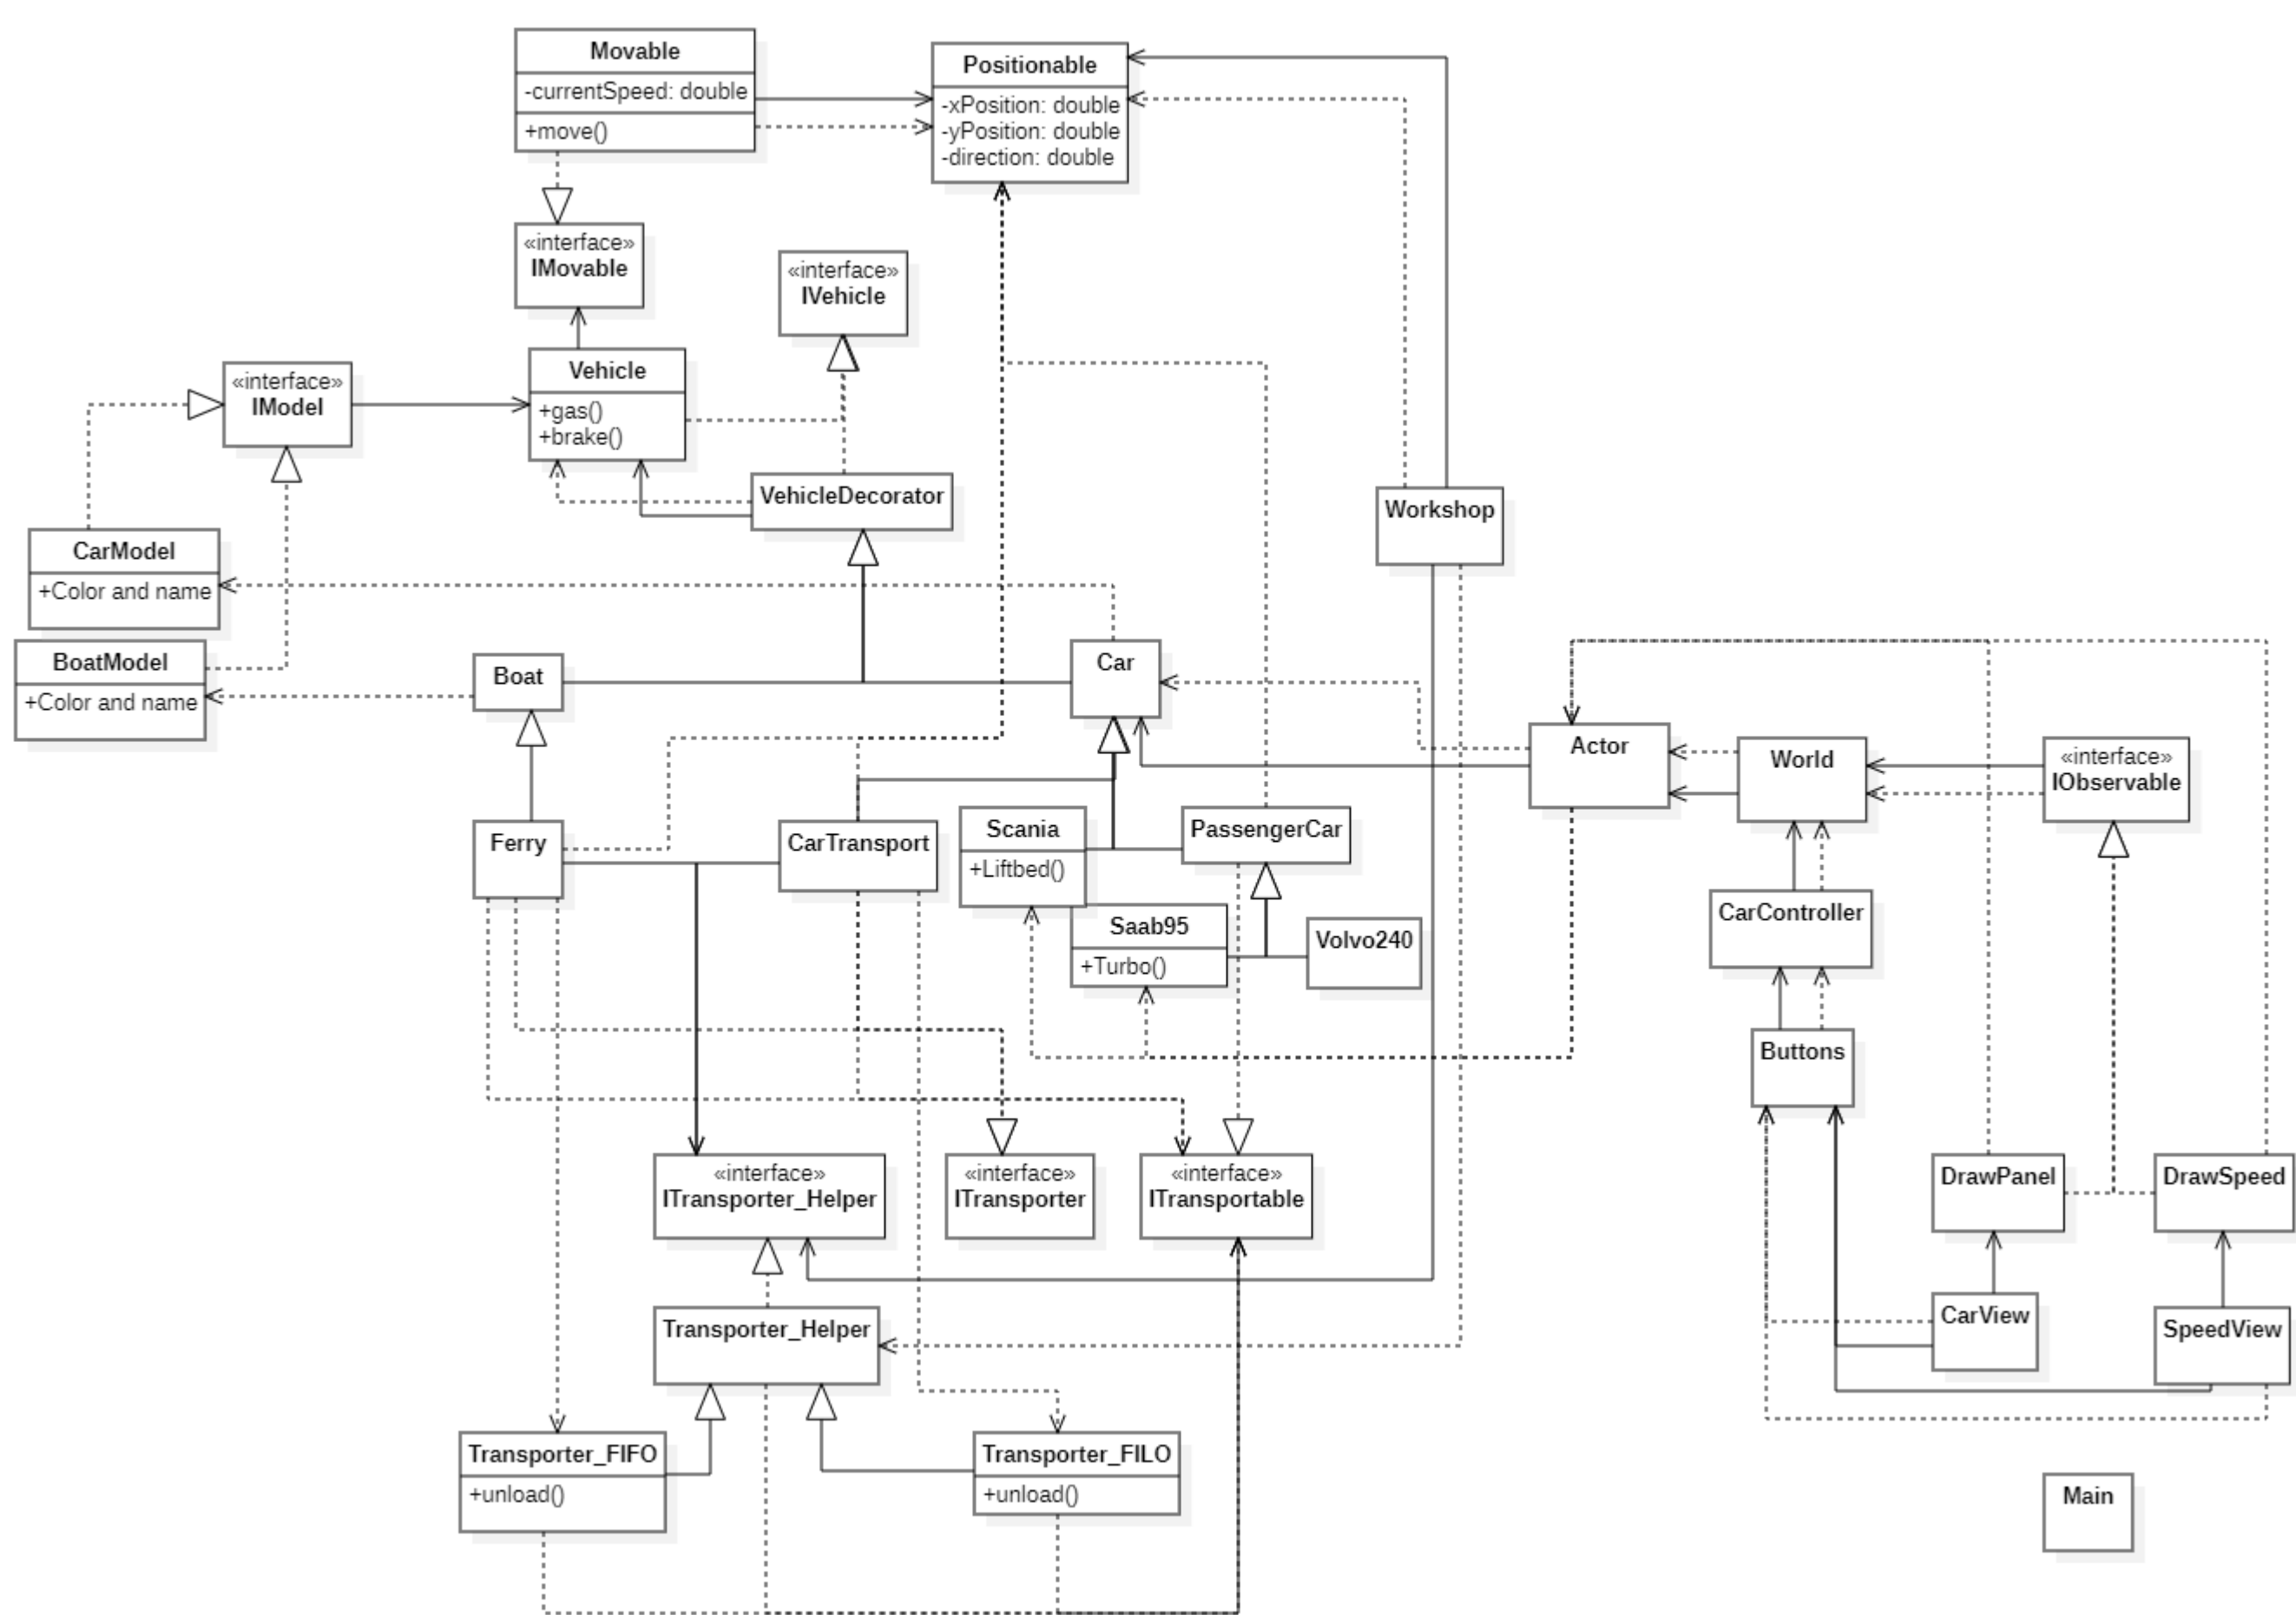 Movable
-currentSpeed: double
+move()
Positionable
-xPosition: double
-yPosition: double
-direction: double
«interface»
IMovable
«interface»
IVehicle
«interface»
IModel
Vehicle
+gas()
+brake()
VehicleDecorator
Workshop
CarModel
+Color and name
BoatModel
+Color and name
Boat
Car
Actor
World
«interface»
IObservable
Ferry
CarTransport
Scania
+Liftbed()
PassengerCar
Saab95
+Turbo()
Volvo240
CarController
Buttons
«interface»
ITransporter_Helper
«interface»
ITransporter
«interface»
ITransportable
DrawPanel
DrawSpeed
Transporter_Helper
CarView
SpeedView
Transporter_FIFO
+unload()
Transporter_FILO
+unload()
Main